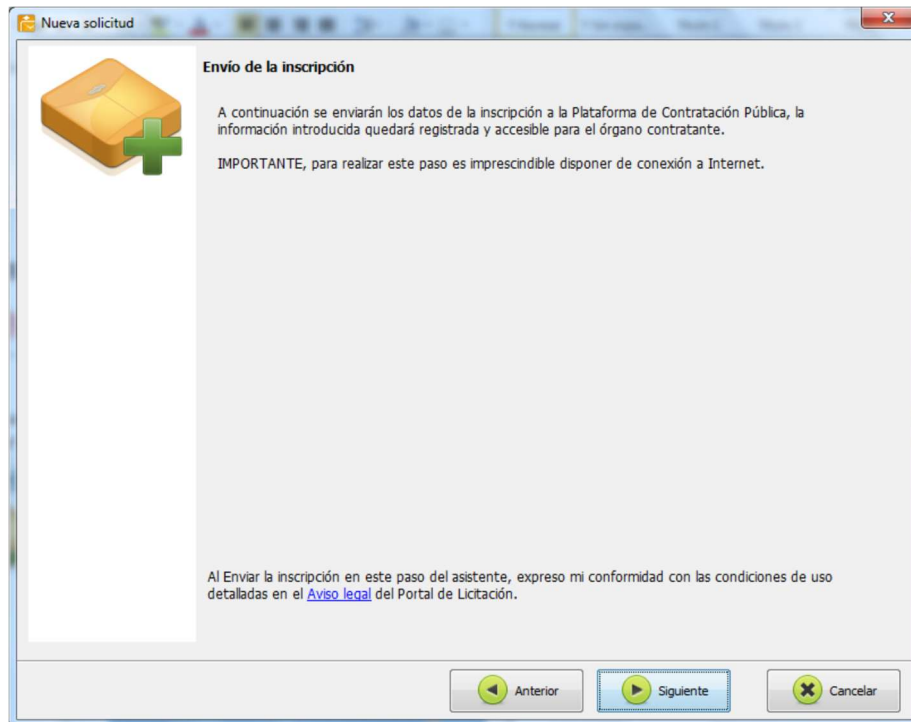 Nueva solicitud
Envío de la inscripción
A continuación se enviarán los datos de la inscripción a la Plataforma de Contratación Pública, la
información introducida quedará registrada y accesible para el órgano contratante.
IMPORTANTE, para realizar este paso es imprescindible disponer de conexión a Internet.
Al Enviar la inscripción en este paso del asistente, expreso mi conformidad con las condiciones de uso
detalladas en el Aviso legal del Portal de Licitación.
Anterior
Siguiente
Cancelar